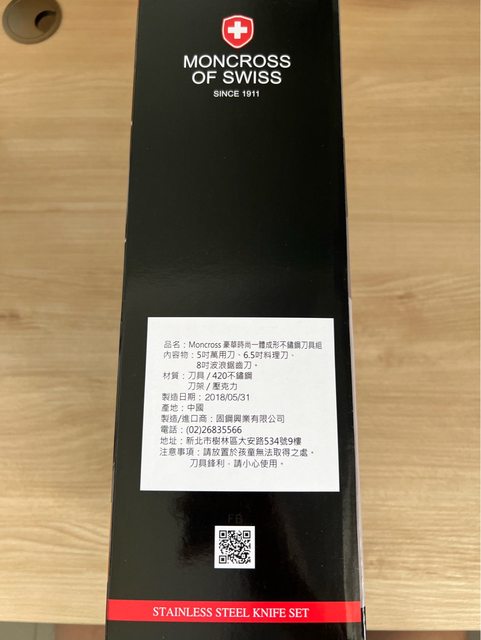 MONCROSS
OF SWISS
SINCE 1911
品名：Moncross 豪華時尚一體成形不鏽鋼刀具組
內容物：5吋萬用刀、6.5吋料理刀、
8吋波浪鋸齒刀。
材質：刀具 / 420不鏽鋼
刀架 / 壓克力
製造日期：2018/05/31
產地：中國
製造/進口商：固鋼興業有限公司
電話：(02)26835566
地址：新北市樹林區大安路534號9樓
注意事項：請放置於孩童無法取得之處。
刀具鋒利，請小心使用。
FB
STAINLESS STEEL KNIFE SET